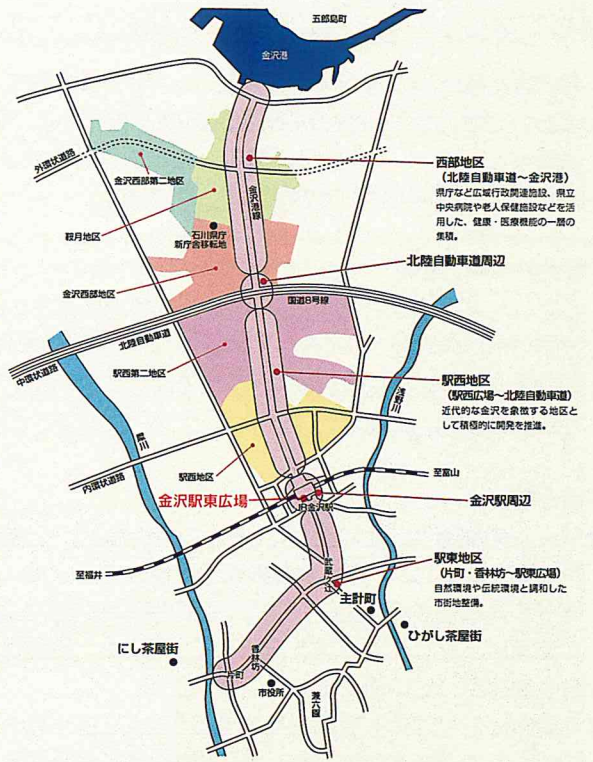 五郎島町
金沢港
外環状道路
金沢西部第二地区
金沢港線
西部地区
(北陸自動車道~金沢港)
県庁など広域行政関連施設、県立
中央病院や老人保健施設などを活
用した、健康・医療機能の一層の
集積。
鞍月地区
石川県庁
新庁舎移転地
北陸自動車道周辺
金沢西部地区
国道8号線
北陸自動車道
中環状道路
駅西第二地区
駅西地区
(駅西広場~北陸自動車道)
近代的な金沢を象徴する地区と
して積極的に開発を推進。
浅野川
犀川
駅西地区
内環状道路
至富山
金沢駅東広場
JR金沢駅
金沢駅周辺
至福井
武蔵ヶ辻
駅東地区
(片町・香林坊~駅東広場)
自然環境や伝統環境と調和した
市街地整備。
主計町
ひがし茶屋街
にし茶屋街
香林坊
片町
市役所
兼六園